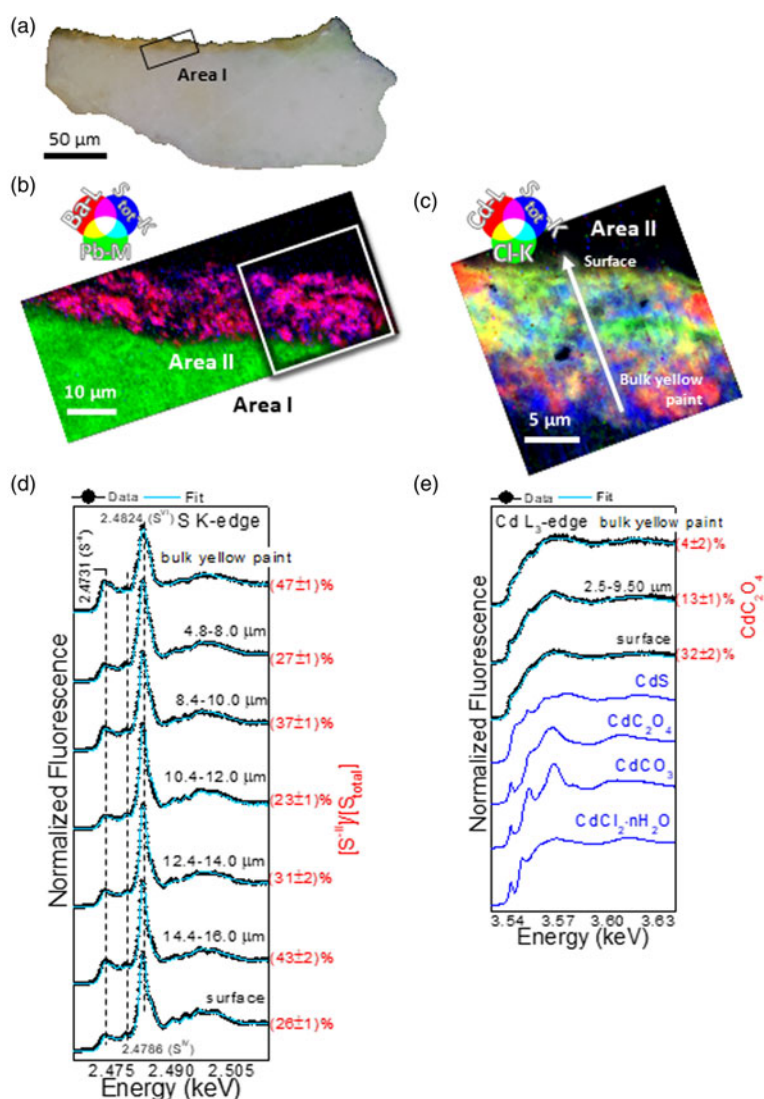 (a)
Area I
50 μm
(b)
Ba-L
S tot-K
Pb-M
Area II
10 μm
Area I
(c)
Cd-L
S tot-K
Cl-K
Area II
Surface
Bulk yellow
paint
5 μm
(d)
Data Fit
2.4824 (S^VI) S K-edge
2.4731 (S^-II)
bulk yellow paint
(47±1)%
4.8-8.0 μm
(27±1)%
8.4-10.0 μm
(37±1)%
10.4-12.0 μm
(23±1)%
12.4-14.0 μm
(31±2)%
14.4-16.0 μm
(43±2)%
surface
(26±1)%
2.4786 (S^IV)
Normalized Fluorescence
[S^-II]/[S_total]
2.475 2.490 2.505
Energy (keV)
(e)
Data Fit
Cd L₃-edge bulk yellow paint
(4±2)%
2.5-9.50 μm
(13±1)%
surface
(32±2)%
CdC₂O₄
CdS
CdC₂O₄
CdCO₃
CdCl₂·nH₂O
Normalized Fluorescence
3.54 3.57 3.60 3.63
Energy (keV)